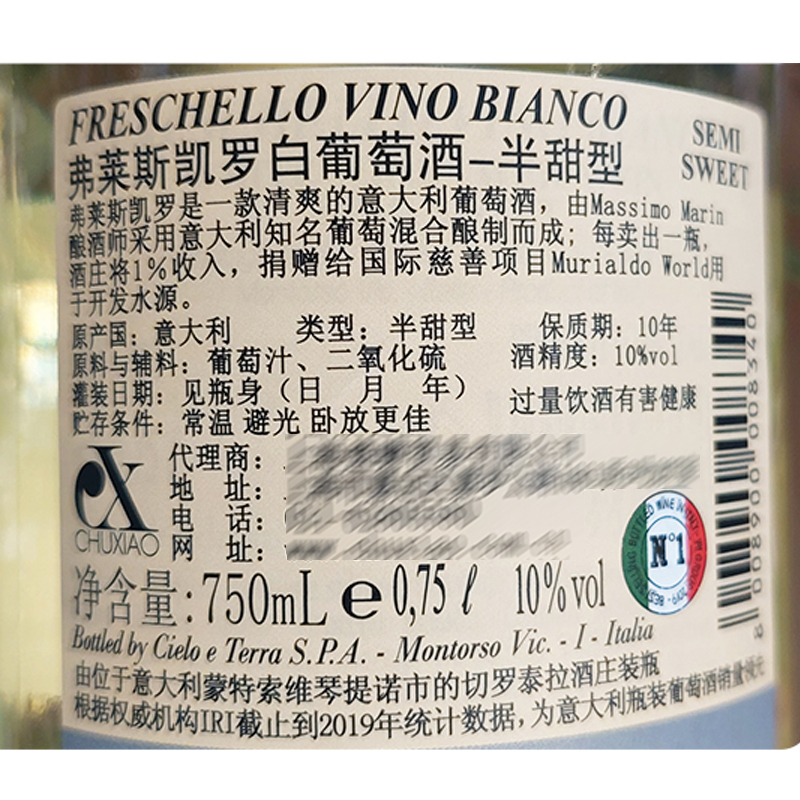 FRESCHELLO VINO BIANCO
SEMI
SWEET
弗莱斯凯罗白葡萄酒-半甜型
弗莱斯凯罗是一款清爽的意大利葡萄酒，由Massimo Marin
酿酒师采用意大利知名葡萄混合酿制而成；每卖出一瓶，
酒庄将1%收入，捐赠给国际慈善项目Murialdo World用
于开发水源。
原产国：意大利 类型：半甜型 保质期：10年
原料与辅料：葡萄汁、二氧化硫 酒精度：10%vol
灌装日期：见瓶身（日 月 年）
过量饮酒有害健康
贮存条件：常温 避光 卧放更佳
代理商：
地 址：
电 话：
网 址：
CX
CHUXIAO
N°1
净含量：750mL e 0,75 ℓ 10%vol
Bottled by Cielo e Terra S.P.A. - Montorso Vic. - I - Italia
由位于意大利蒙特索维琴提诺市的切罗泰拉酒庄装瓶
根据权威机构IRI截止到2019年统计数据，为意大利瓶装葡萄酒销量领先
8 008900 008340